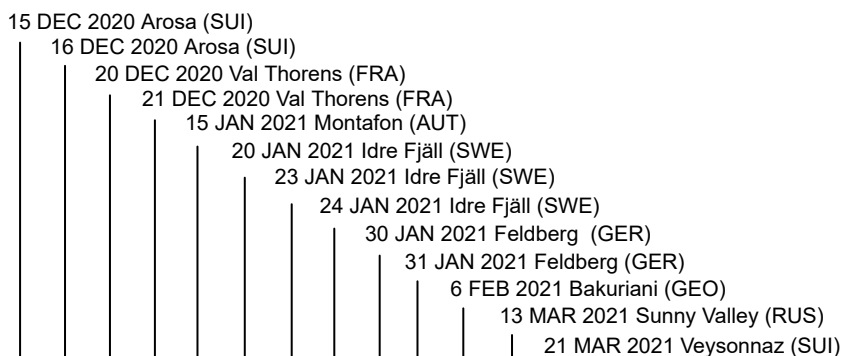 15 DEC 2020 Arosa (SUI)
16 DEC 2020 Arosa (SUI)
20 DEC 2020 Val Thorens (FRA)
21 DEC 2020 Val Thorens (FRA)
15 JAN 2021 Montafon (AUT)
20 JAN 2021 Idre Fjäll (SWE)
23 JAN 2021 Idre Fjäll (SWE)
24 JAN 2021 Idre Fjäll (SWE)
30 JAN 2021 Feldberg (GER)
31 JAN 2021 Feldberg (GER)
6 FEB 2021 Bakuriani (GEO)
13 MAR 2021 Sunny Valley (RUS)
21 MAR 2021 Veysonnaz (SUI)